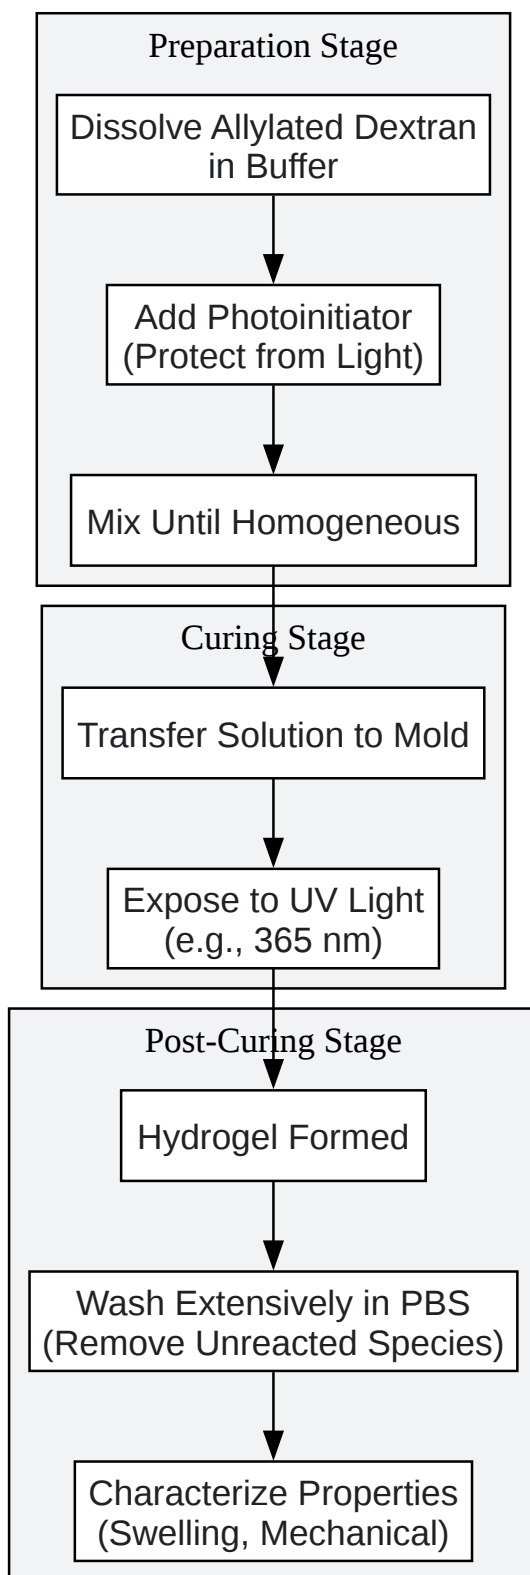 Preparation Stage
Dissolve Allylated Dextran
in Buffer
Add Photoinitiator
(Protect from Light)
Mix Until Homogeneous
Curing Stage
Transfer Solution to Mold
Expose to UV Light
(e.g., 365 nm)
Post-Curing Stage
Hydrogel Formed
Wash Extensively in PBS
(Remove Unreacted Species)
Characterize Properties
(Swelling, Mechanical)